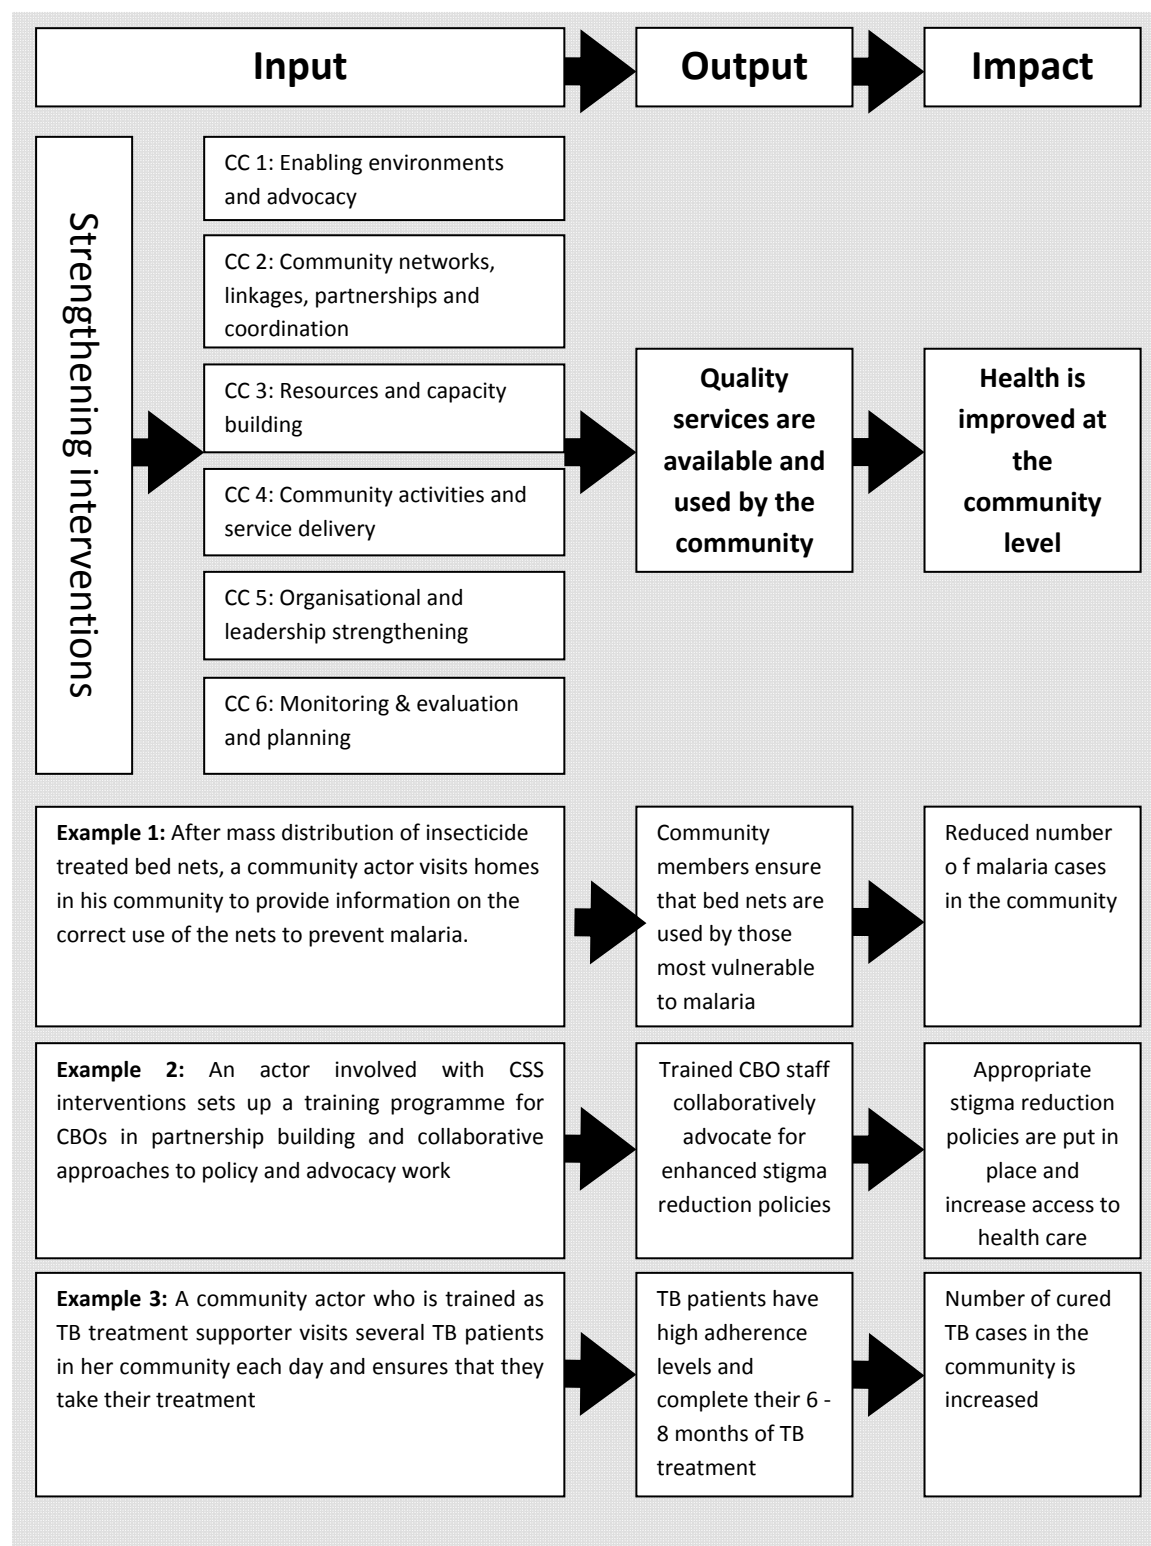 Input
Output
Impact
Strengthening interventions
CC 1: Enabling environments
and advocacy
CC 2: Community networks,
linkages, partnerships and
coordination
CC 3: Resources and capacity
building
CC 4: Community activities and
service delivery
CC 5: Organisational and
leadership strengthening
CC 6: Monitoring & evaluation
and planning
Quality
services are
available and
used by the
community
Health is
improved at
the
community
level
Example 1: After mass distribution of insecticide
treated bed nets, a community actor visits homes
in his community to provide information on the
correct use of the nets to prevent malaria.
Community
members ensure
that bed nets are
used by those
most vulnerable
to malaria
Reduced number
o f malaria cases
in the community
Example 2: An actor involved with CSS
interventions sets up a training programme for
CBOs in partnership building and collaborative
approaches to policy and advocacy work
Trained CBO staff
collaboratively
advocate for
enhanced stigma
reduction policies
Appropriate
stigma reduction
policies are put in
place and
increase access to
health care
Example 3: A community actor who is trained as
TB treatment supporter visits several TB patients
in her community each day and ensures that they
take their treatment
TB patients have
high adherence
levels and
complete their 6 -
8 months of TB
treatment
Number of cured
TB cases in the
community is
increased